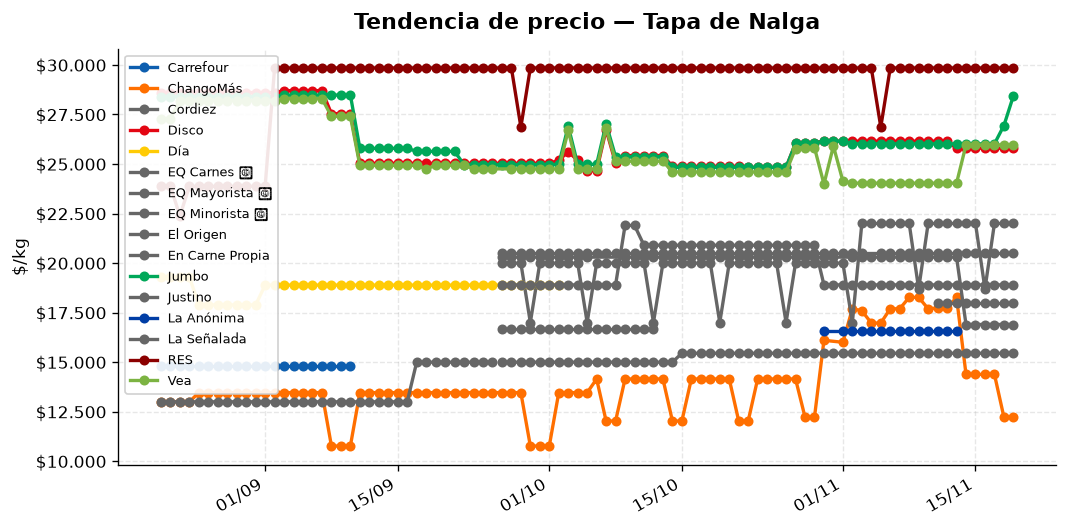 Tendencia de precio — Tapa de Nalga
$30.000
$27.500
$25.000
$22.500
$20.000
$17.500
$15.000
$12.500
$10.000
$/kg
Carrefour
ChangoMás
Cordiez
Disco
Día
EQ Carnes
EQ Mayorista
EQ Minorista
El Origen
En Carne Propia
Jumbo
Justino
La Anónima
La Señalada
RES
Vea
01/09
15/09
01/10
15/10
01/11
15/11